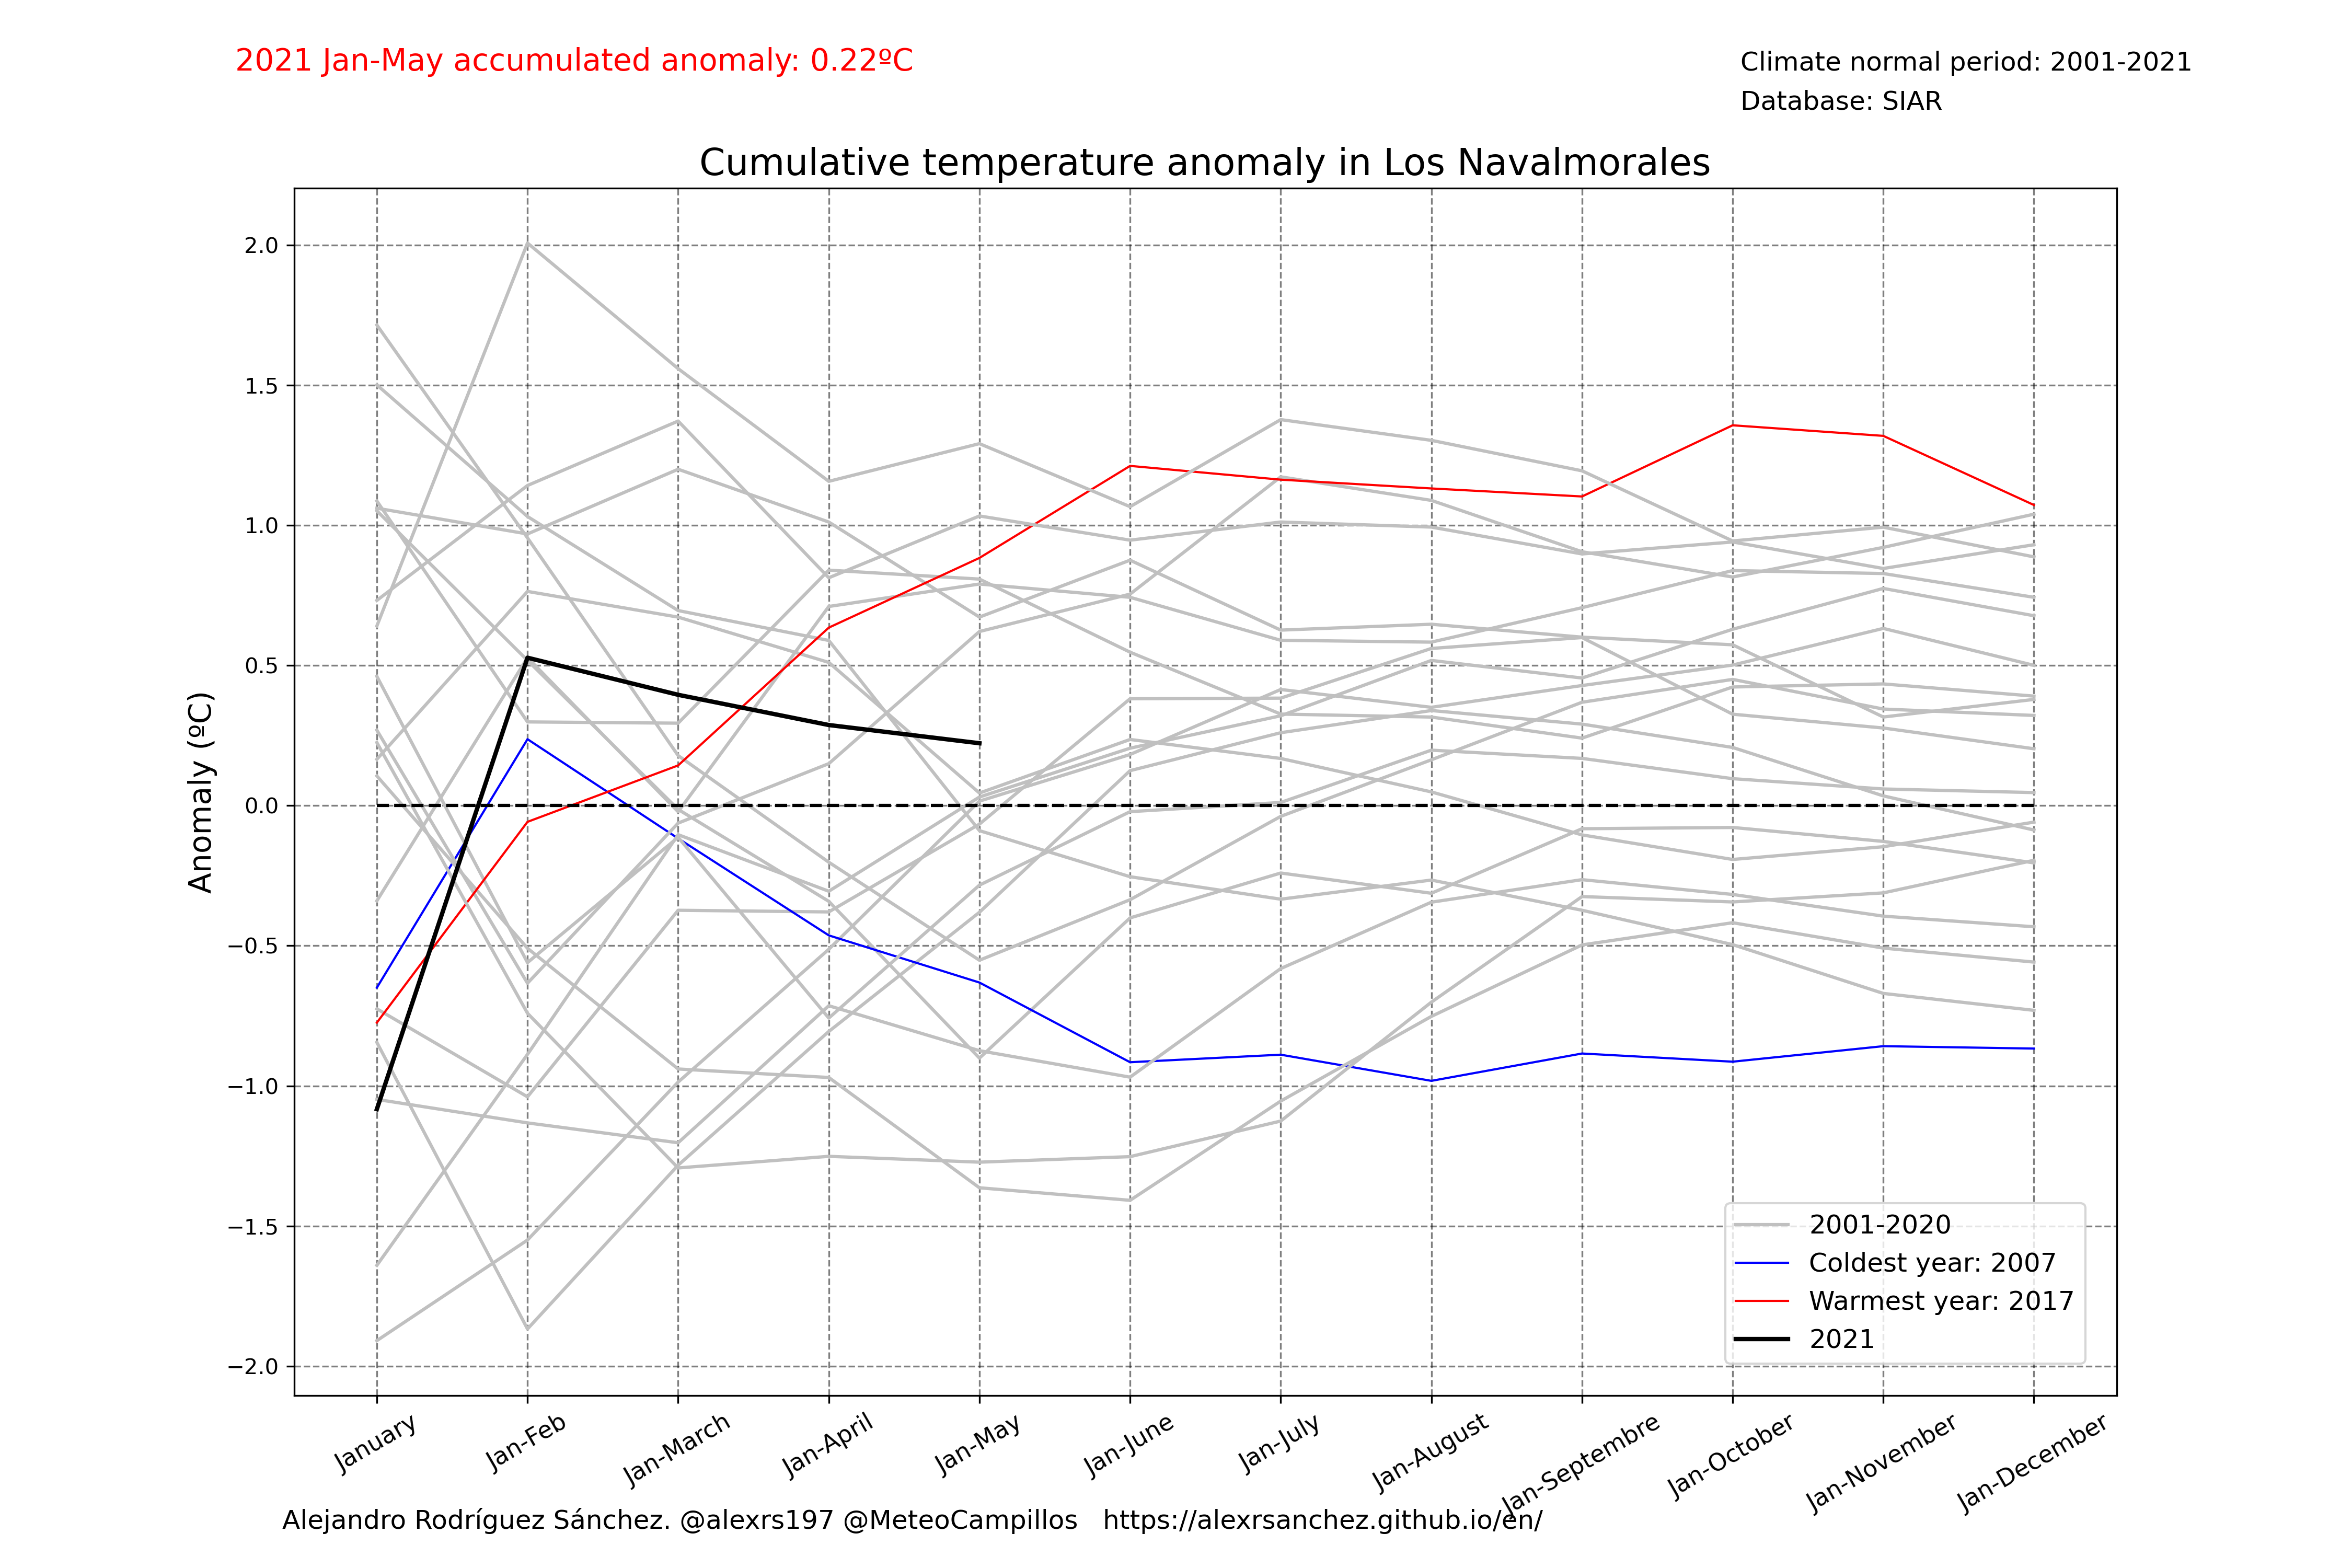 2021 Jan-May accumulated anomaly: 0.22ºC
Climate normal period: 2001-2021
Database: SIAR
Cumulative temperature anomaly in Los Navalmorales
Anomaly (ºC)
2.0
1.5
1.0
0.5
0.0
−0.5
−1.0
−1.5
−2.0
2001-2020
Coldest year: 2007
Warmest year: 2017
2021
January
Jan-Feb
Jan-March
Jan-April
Jan-May
Jan-June
Jan-July
Jan-August
Jan-Septembre
Jan-October
Jan-November
Jan-December
Alejandro Rodríguez Sánchez. @alexrs197 @MeteoCampillos https://alexrsanchez.github.io/en/